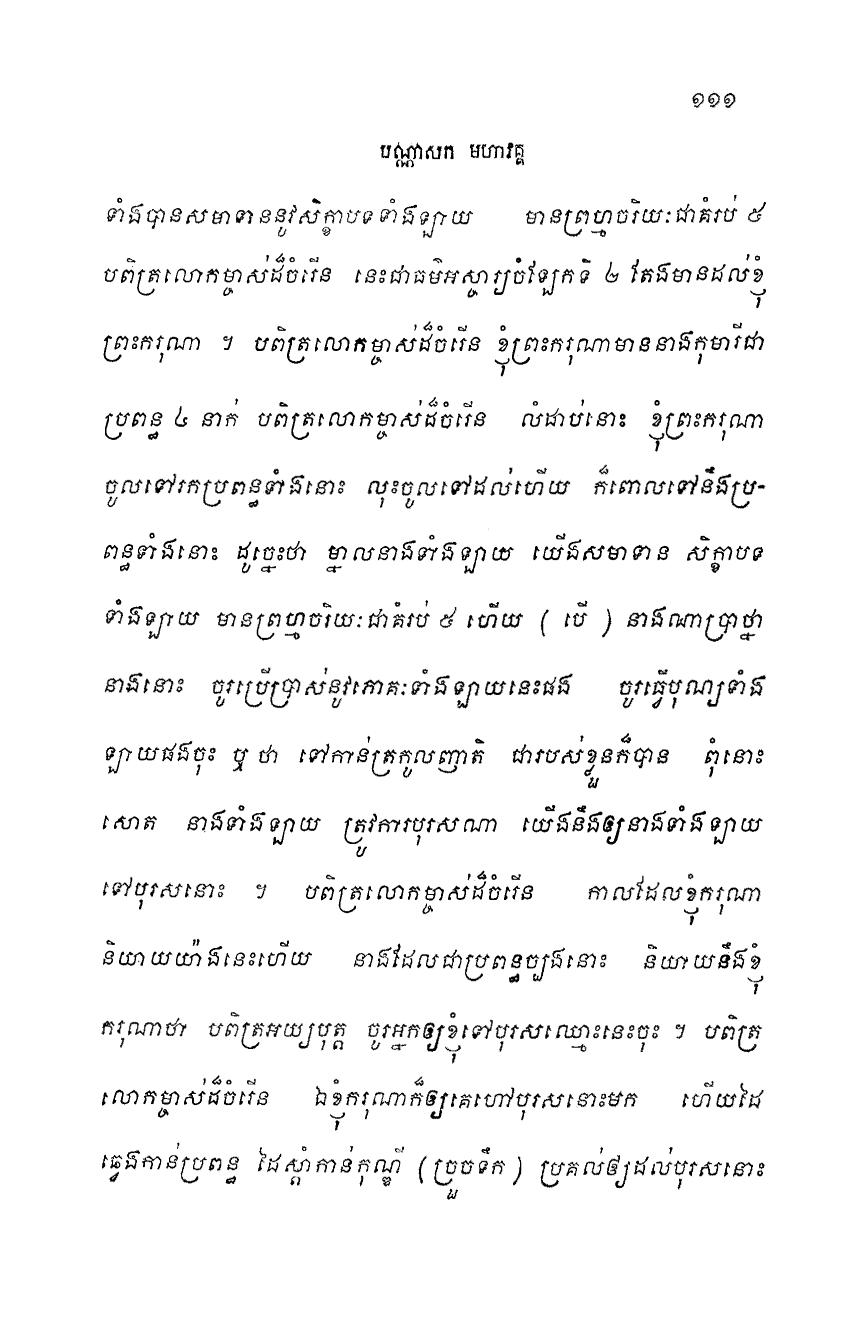 ១១១
បណ្ណាសក មហាវគ្គ
ទាំងបានសមាទាននូវសិក្ខាបទទាំងឡាយ មានព្រហ្មចរិយៈជាគំរប់ ៥
បពិត្រលោកម្ចាស់ដ៏ចំរើន នេះជាធម៌អស្ចារ្យចំឡែកទី ៤ តែងមានដល់ខ្ញុំ
ព្រះករុណា ។ បពិត្រលោកម្ចាស់ដ៏ចំរើន ខ្ញុំព្រះករុណាមាននាងកុមារីជា
ប្រពន្ធ ៤ នាក់ បពិត្រលោកម្ចាស់ដ៏ចំរើន លំដាប់នោះ ខ្ញុំព្រះករុណា
ចូលទៅរកប្រពន្ធទាំងនោះ លុះចូលទៅដល់ហើយ ក៏ពោលទៅនឹងប្រ-
ពន្ធទាំងនោះ ដូច្នេះថា ម្នាលនាងទាំងឡាយ យើងសមាទាន សិក្ខាបទ
ទាំងឡាយ មានព្រហ្មចរិយៈជាគំរប់ ៥ ហើយ ( បើ ) នាងណាប្រាថ្នា
នាងនោះ ចូរប្រើប្រាស់នូវភោគៈទាំងឡាយនេះផង ចូរធ្វើបុណ្យទាំង
ឡាយផងចុះ ឬ ថា ទៅកាន់ត្រកូលញាតិ ជារបស់ខ្លួនក៏បាន ពុំនោះ
សោត នាងទាំងឡាយ ត្រូវការបុរសណា យើងនឹងឲ្យនាងទាំងឡាយ
ទៅបុរសនោះ ។ បពិត្រលោកម្ចាស់ដ៏ចំរើន កាលដែលខ្ញុំករុណា
និយាយយ៉ាងនេះហើយ នាងដែលជាប្រពន្ធច្បងនោះ និយាយនឹងខ្ញុំ
ករុណាថា បពិត្រអយ្យបុត្ត ចូរអ្នកឲ្យខ្ញុំទៅបុរសឈ្មោះនេះចុះ ។ បពិត្រ
លោកម្ចាស់ដ៏ចំរើន ឯខ្ញុំករុណាក៏ឲ្យគេហៅបុរសនោះមក ហើយដៃ
ឆ្វេងកាន់ប្រពន្ធ ដៃស្តាំកាន់កុណ្ឌី ( ច្រួចទឹក ) ប្រគល់ឲ្យដល់បុរសនោះ